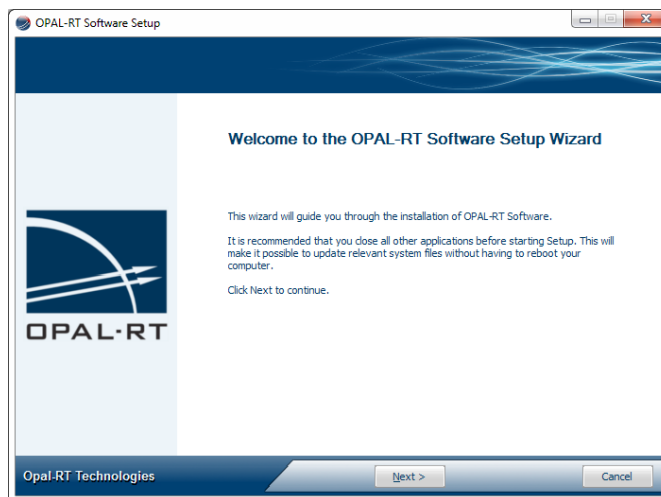 OPAL-RT Software Setup
Welcome to the OPAL-RT Software Setup Wizard
This wizard will guide you through the installation of OPAL-RT Software.
It is recommended that you close all other applications before starting Setup. This will
make it possible to update relevant system files without having to reboot your
computer.
Click Next to continue.
OPAL-RT
Opal-RT Technologies
Next >
Cancel